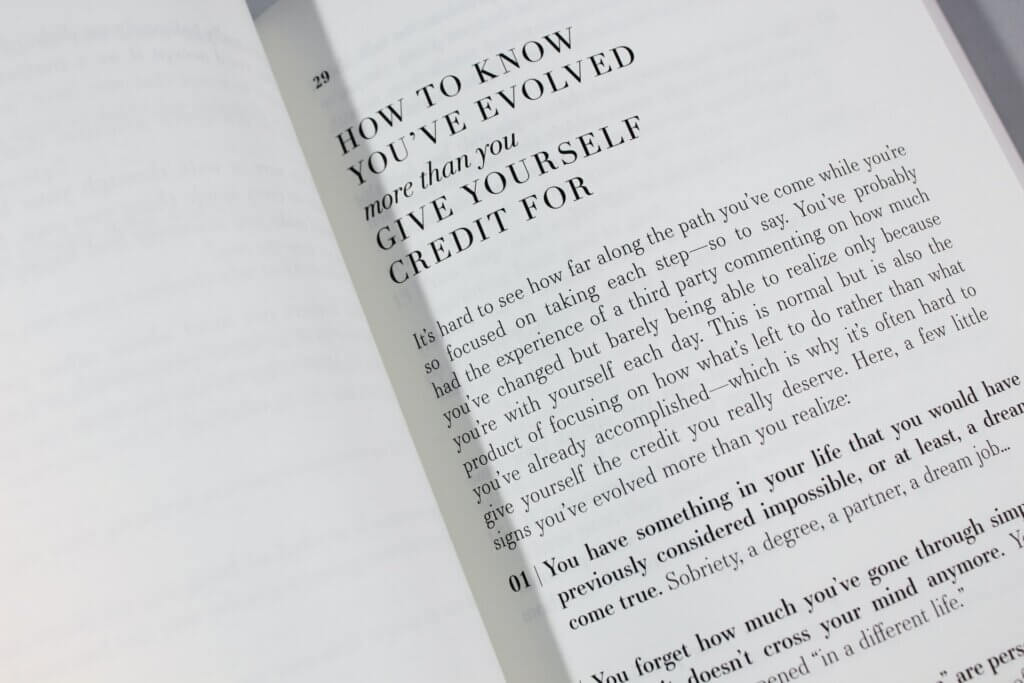 29
HOW TO KNOW
YOU'VE EVOLVED
more than you
GIVE YOURSELF
CREDIT FOR
It's hard to see how far along the path you've come while you're
so focused on taking each step—so to say. You've probably
had the experience of a third party commenting on how much
you've changed but barely being able to realize only because
you're with yourself each day. This is normal but is also the
product of focusing on how what's left to do rather than what
you've already accomplished—which is why it's often hard to
give yourself the credit you really deserve. Here, a few little
signs you've evolved more than you realize:
01 | You have something in your life that you would have
previously considered impossible, or at least, a dream
come true. Sobriety, a degree, a partner, a dream job...
You forget how much you've gone through
doesn't cross your mind anymore.
"in a different life."
are